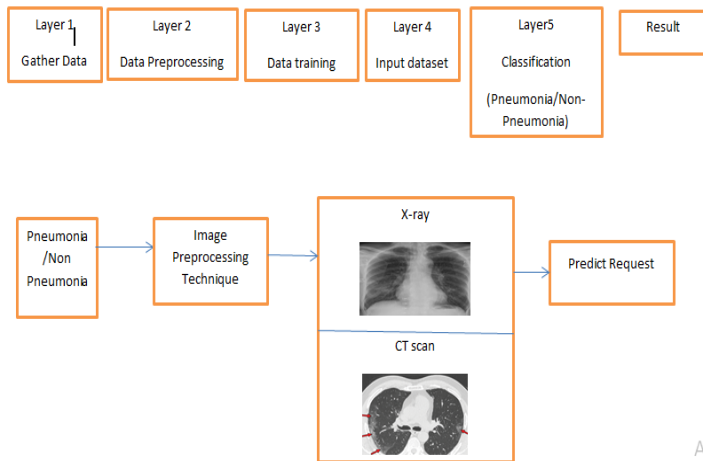 Layer 1
Gather Data
Layer 2
Data Preprocessing
Layer 3
Data training
Layer 4
Input dataset
Layer5
Classification
(Pneumonia/Non-
Pneumonia)
Result
Pneumonia
/Non
Pneumonia
Image
Preprocessing
Technique
X-ray
CT scan
Predict Request
A